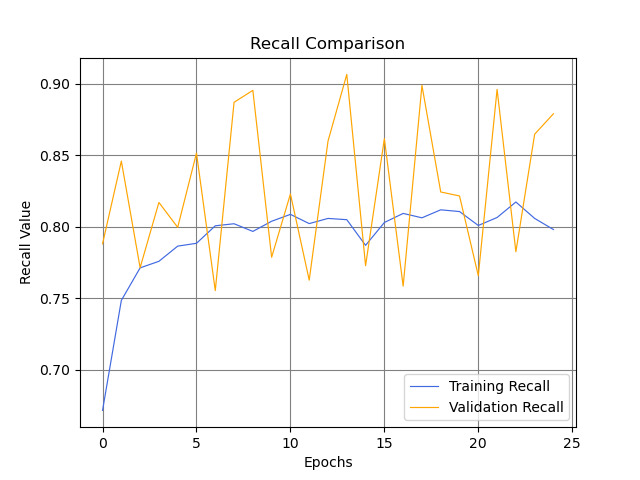 Recall Comparison
0.90
0.85
0.80
0.75
0.70
Recall Value
0
5
10
15
20
25
Epochs
Training Recall
Validation Recall